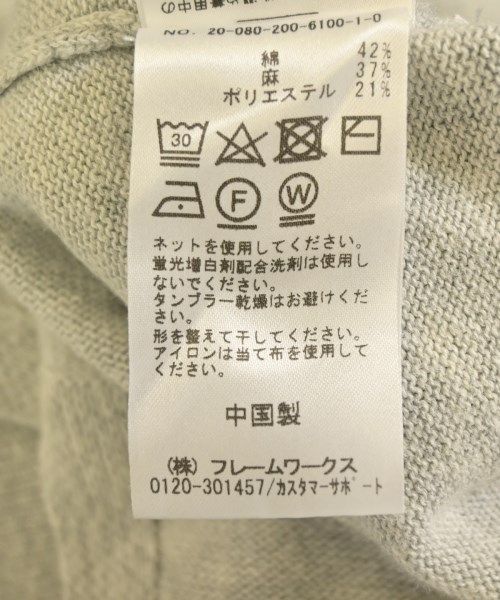 着用中の
NO. 20-080-200-6100-1-0
綿 42%
麻 37%
ポリエステル 21%
30
F W
ネットを使用してください。
蛍光増白剤配合洗剤は使用し
ないでください。
タンブラー乾燥はお避けくだ
さい。
形を整えて干してください。
アイロンは当て布を使用して
ください。
中国製
(株) フレームワークス
0120-301457/カスタマーサポート